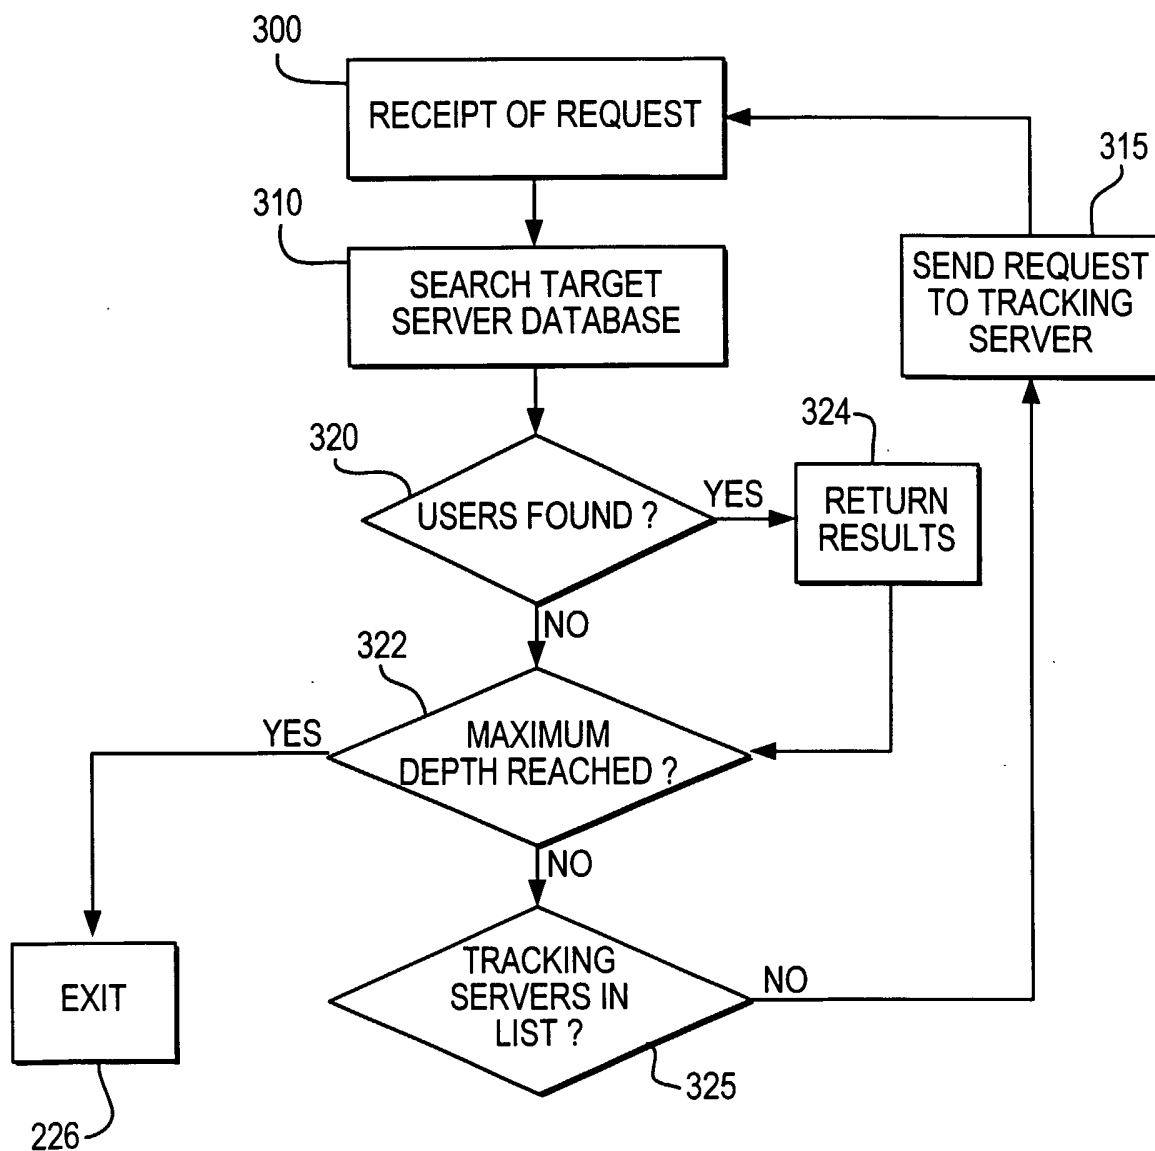 300
RECEIPT OF REQUEST
315
310
SEND REQUEST
TO TRACKING
SERVER
SEARCH TARGET
SERVER DATABASE
324
320
YES
RETURN
RESULTS
USERS FOUND ?
NO
322
YES
MAXIMUM
DEPTH REACHED ?
NO
TRACKING
SERVERS IN
LIST ?
NO
EXIT
325
226